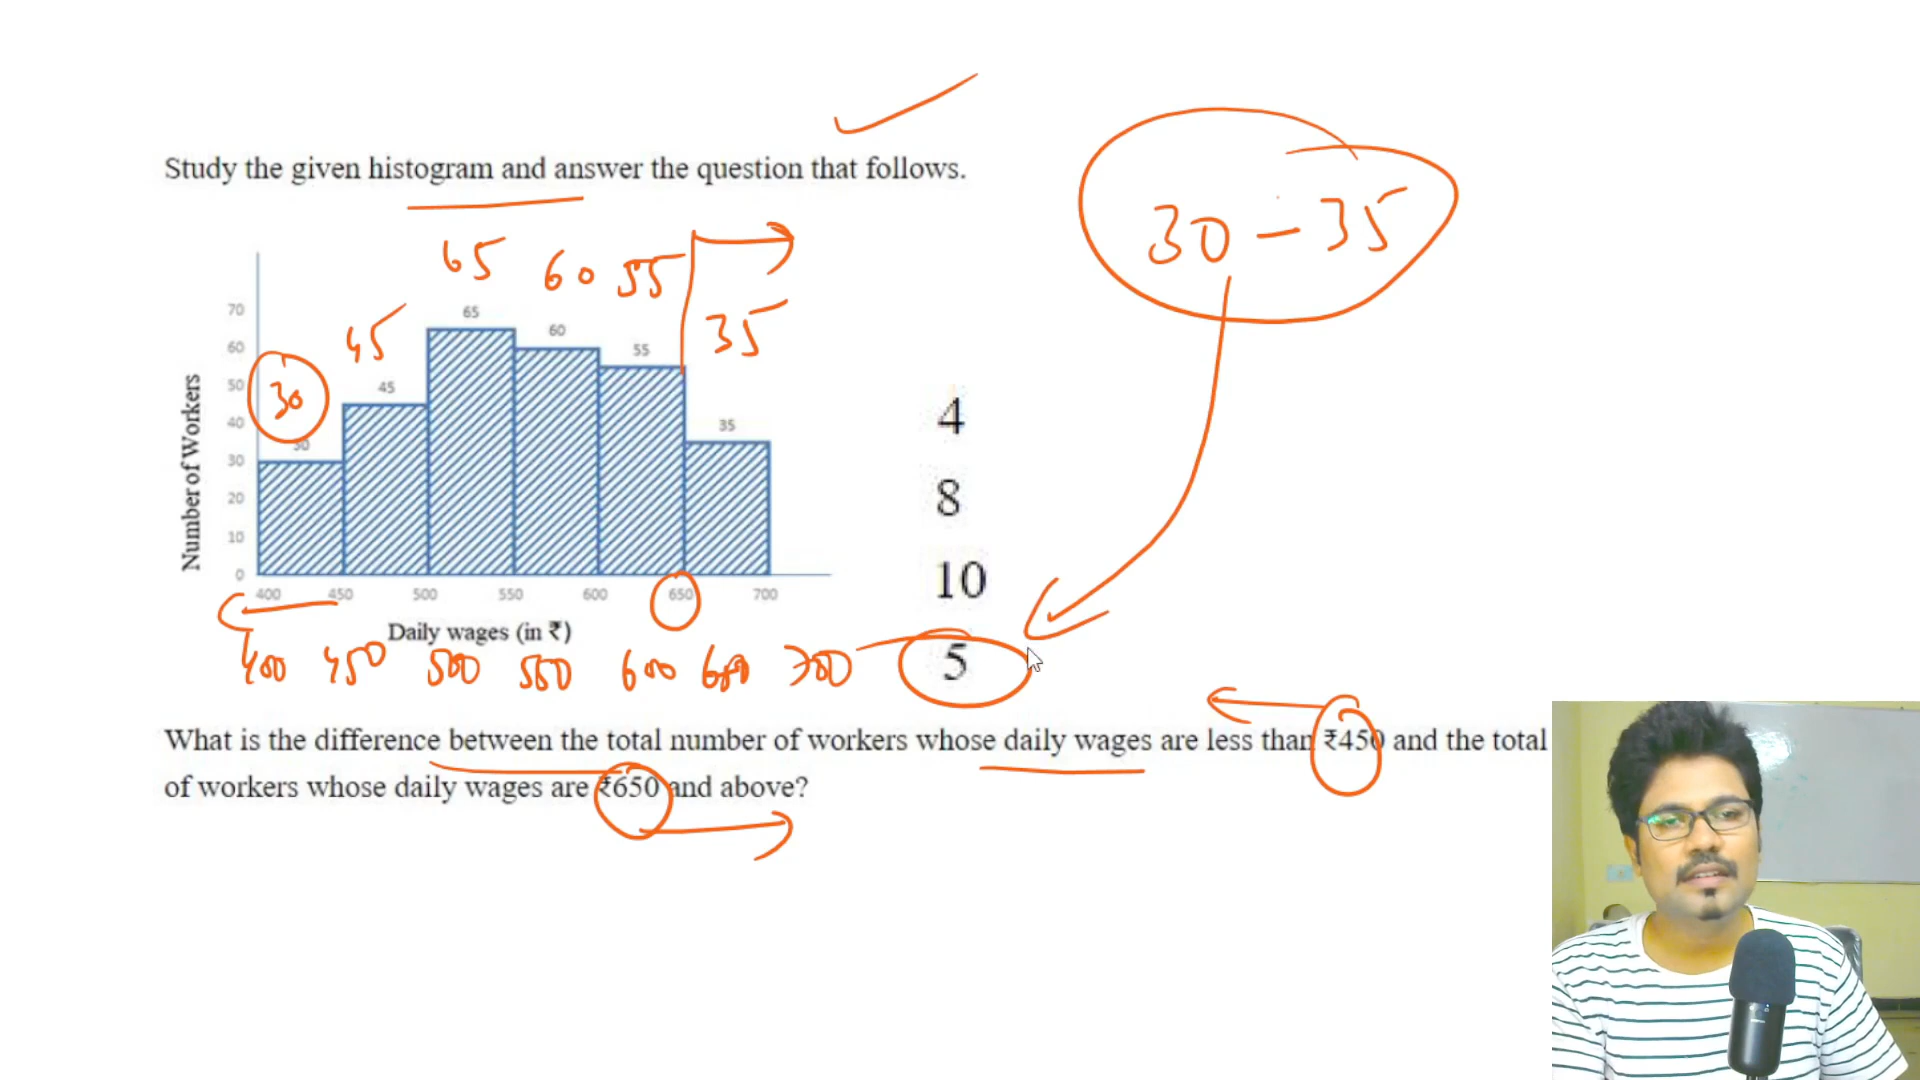 Study the given histogram and answer the question that follows.
30 - 35
65
60 55
35
45
30
65
60
55
45
35
30
70
60
50
40
30
20
10
0
Number of Workers
400 450 500 550 600 650 700
Daily wages (in ₹)
400 450 500 550 600 650 700
4
8
10
5
What is the difference between the total number of workers whose daily wages are less than ₹450 and the total
of workers whose daily wages are ₹650 and above?